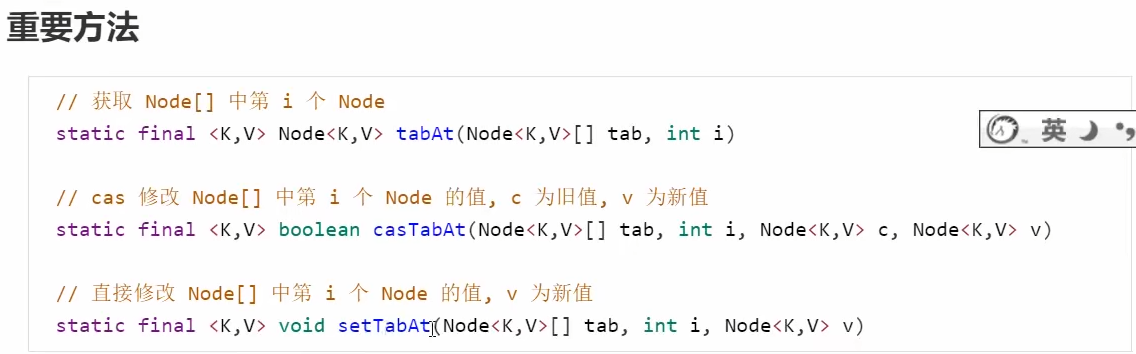 重要方法
// 获取 Node[] 中第 i 个 Node
static final <K,V> Node<K,V> tabAt(Node<K,V>[] tab, int i)
英
// cas 修改 Node[] 中第 i 个 Node 的值, c 为旧值, v 为新值
static final <K,V> boolean casTabAt(Node<K,V>[] tab, int i, Node<K,V> c, Node<K,V> v)
// 直接修改 Node[] 中第 i 个 Node 的值, v 为新值
static final <K,V> void setTabAt(Node<K,V>[] tab, int i, Node<K,V> v)